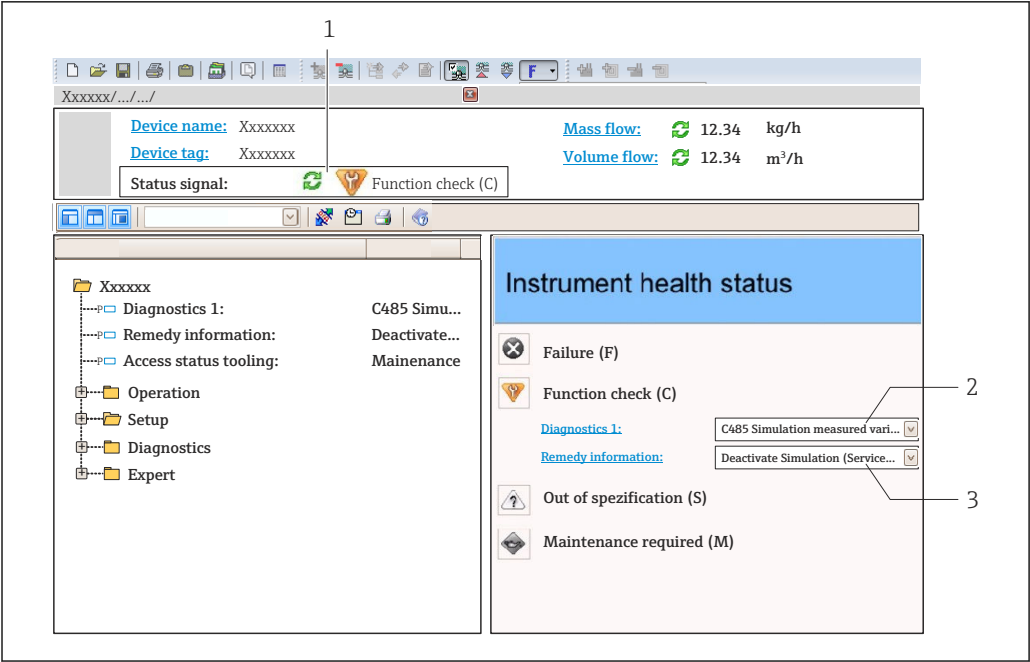 1
F
Xxxxxx/.../.../
Device name: Xxxxxxx
Mass flow: 12.34 kg/h
Device tag: Xxxxxxx
Volume flow: 12.34 m³/h
Status signal: Function check (C)
Xxxxxx
Diagnostics 1: C485 Simu...
Remedy information: Deactivate...
Access status tooling: Mainenance
Operation
Setup
Diagnostics
Expert
Instrument health status
Failure (F)
Function check (C)
2
Diagnostics 1: C485 Simulation measured vari...
Remedy information: Deactivate Simulation (Service...
3
Out of spezification (S)
Maintenance required (M)